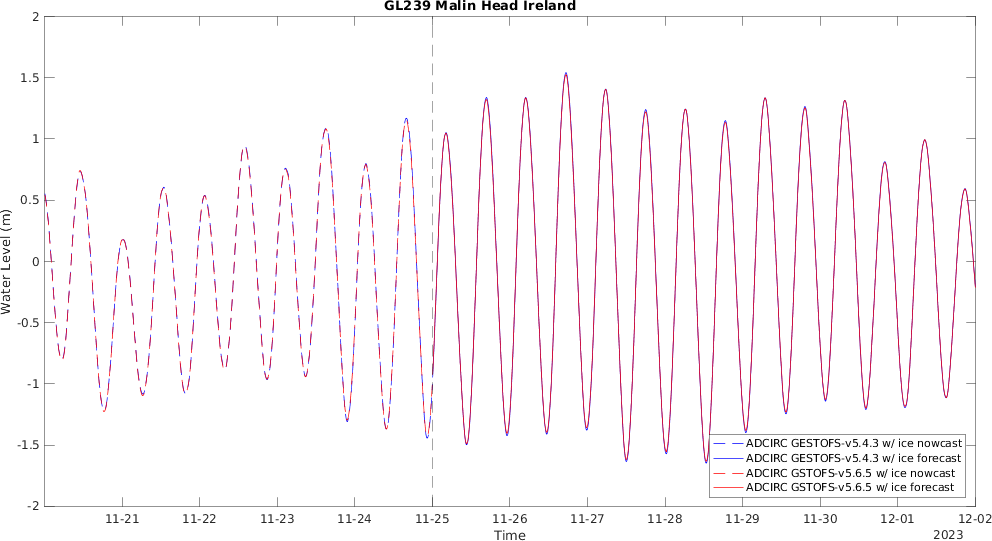 GL239 Malin Head Ireland
2
1.5
1
0.5
0
-0.5
-1
-1.5
-2
Water Level (m)
ADCIRC GESTOFS-v5.4.3 w/ ice nowcast
ADCIRC GESTOFS-v5.4.3 w/ ice forecast
ADCIRC GSTOFS-v5.6.5 w/ ice nowcast
ADCIRC GSTOFS-v5.6.5 w/ ice forecast
11-21 11-22 11-23 11-24 11-25 11-26 11-27 11-28 11-29 11-30 12-01 12-02
Time
2023